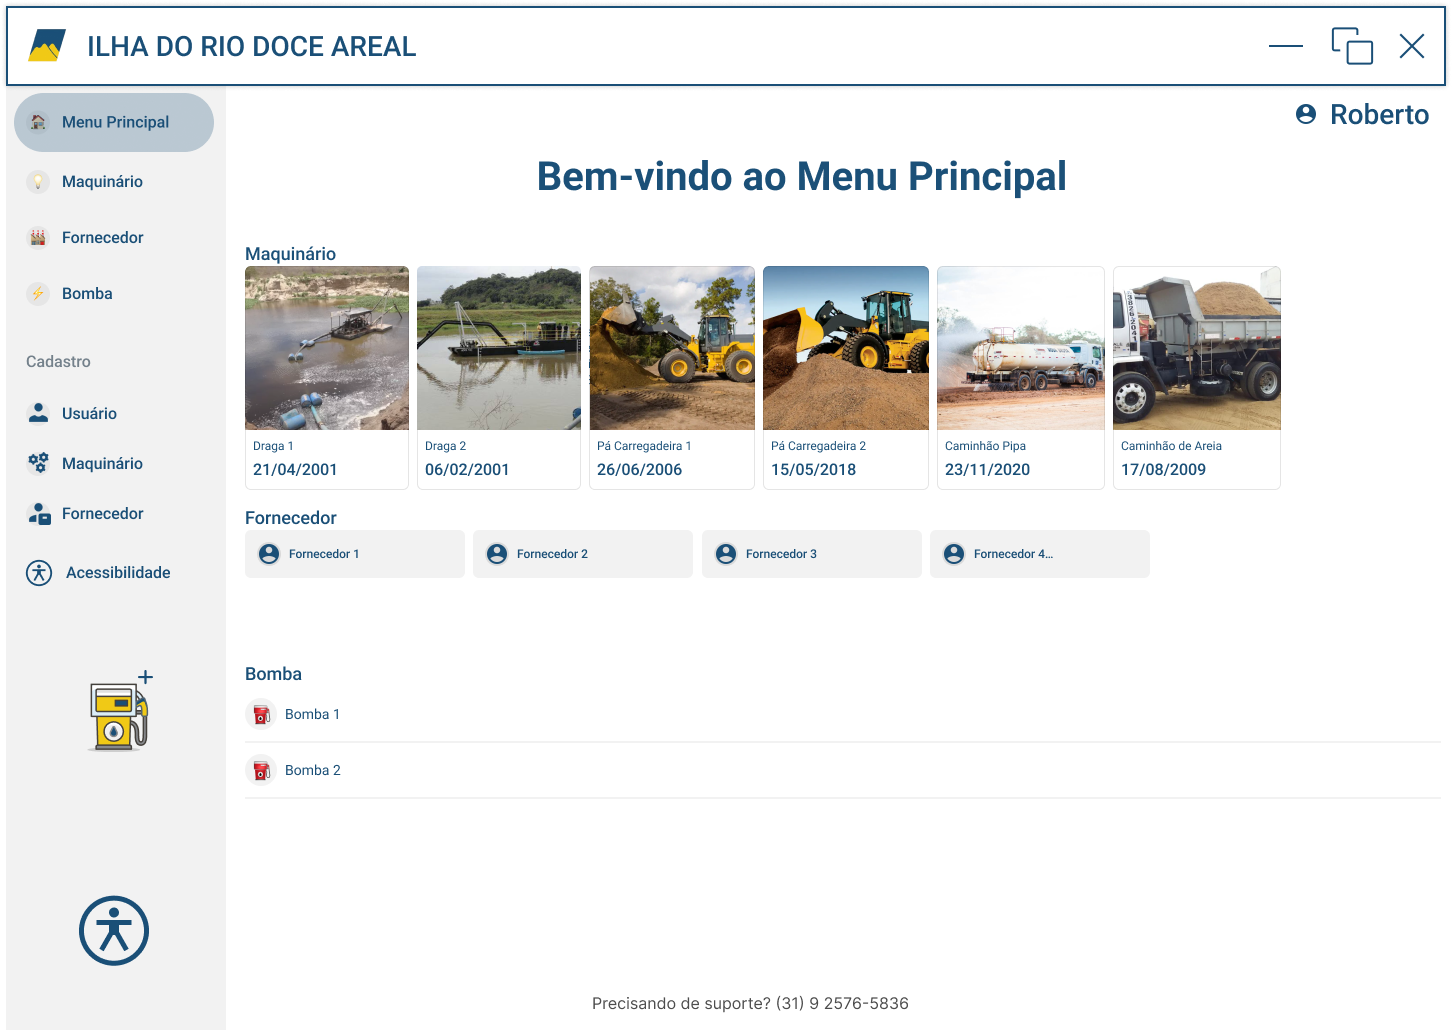 ILHA DO RIO DOCE AREAL
Roberto
Menu Principal
Maquinário
Fornecedor
Bomba
Cadastro
Usuário
Maquinário
Fornecedor
Acessibilidade
Bem-vindo ao Menu Principal
Maquinário
Draga 1
21/04/2001
Draga 2
06/02/2001
Pá Carregadeira 1
26/06/2006
Pá Carregadeira 2
15/05/2018
Caminhão Pipa
23/11/2020
3829-2041
Caminhão de Areia
17/08/2009
Fornecedor
Fornecedor 1
Fornecedor 2
Fornecedor 3
Fornecedor 4...
Bomba
Bomba 1
Bomba 2
Precisando de suporte? (31) 9 2576-5836